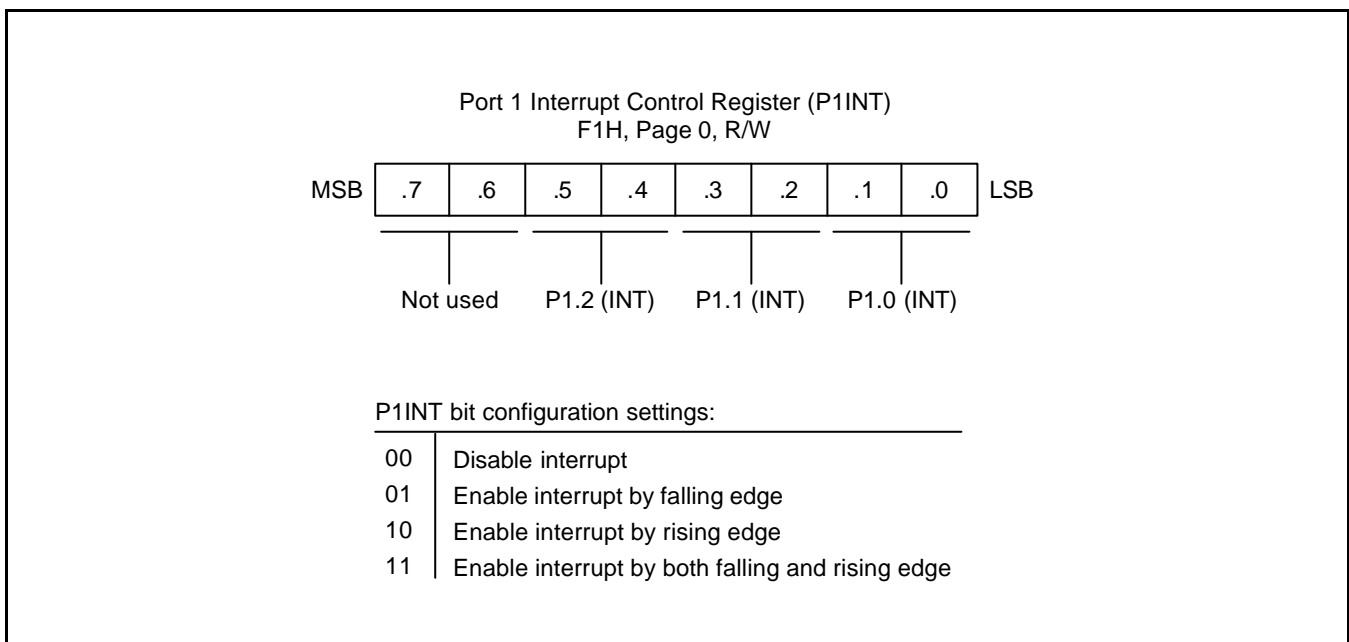 Port 1 Interrupt Control Register (P1INT)
F1H, Page 0, R/W
MSB .7 .6 .5 .4 .3 .2 .1 .0 LSB
Not used P1.2 (INT) P1.1 (INT) P1.0 (INT)
P1INT bit configuration settings:
00 Disable interrupt
01 Enable interrupt by falling edge
10 Enable interrupt by rising edge
11 Enable interrupt by both falling and rising edge